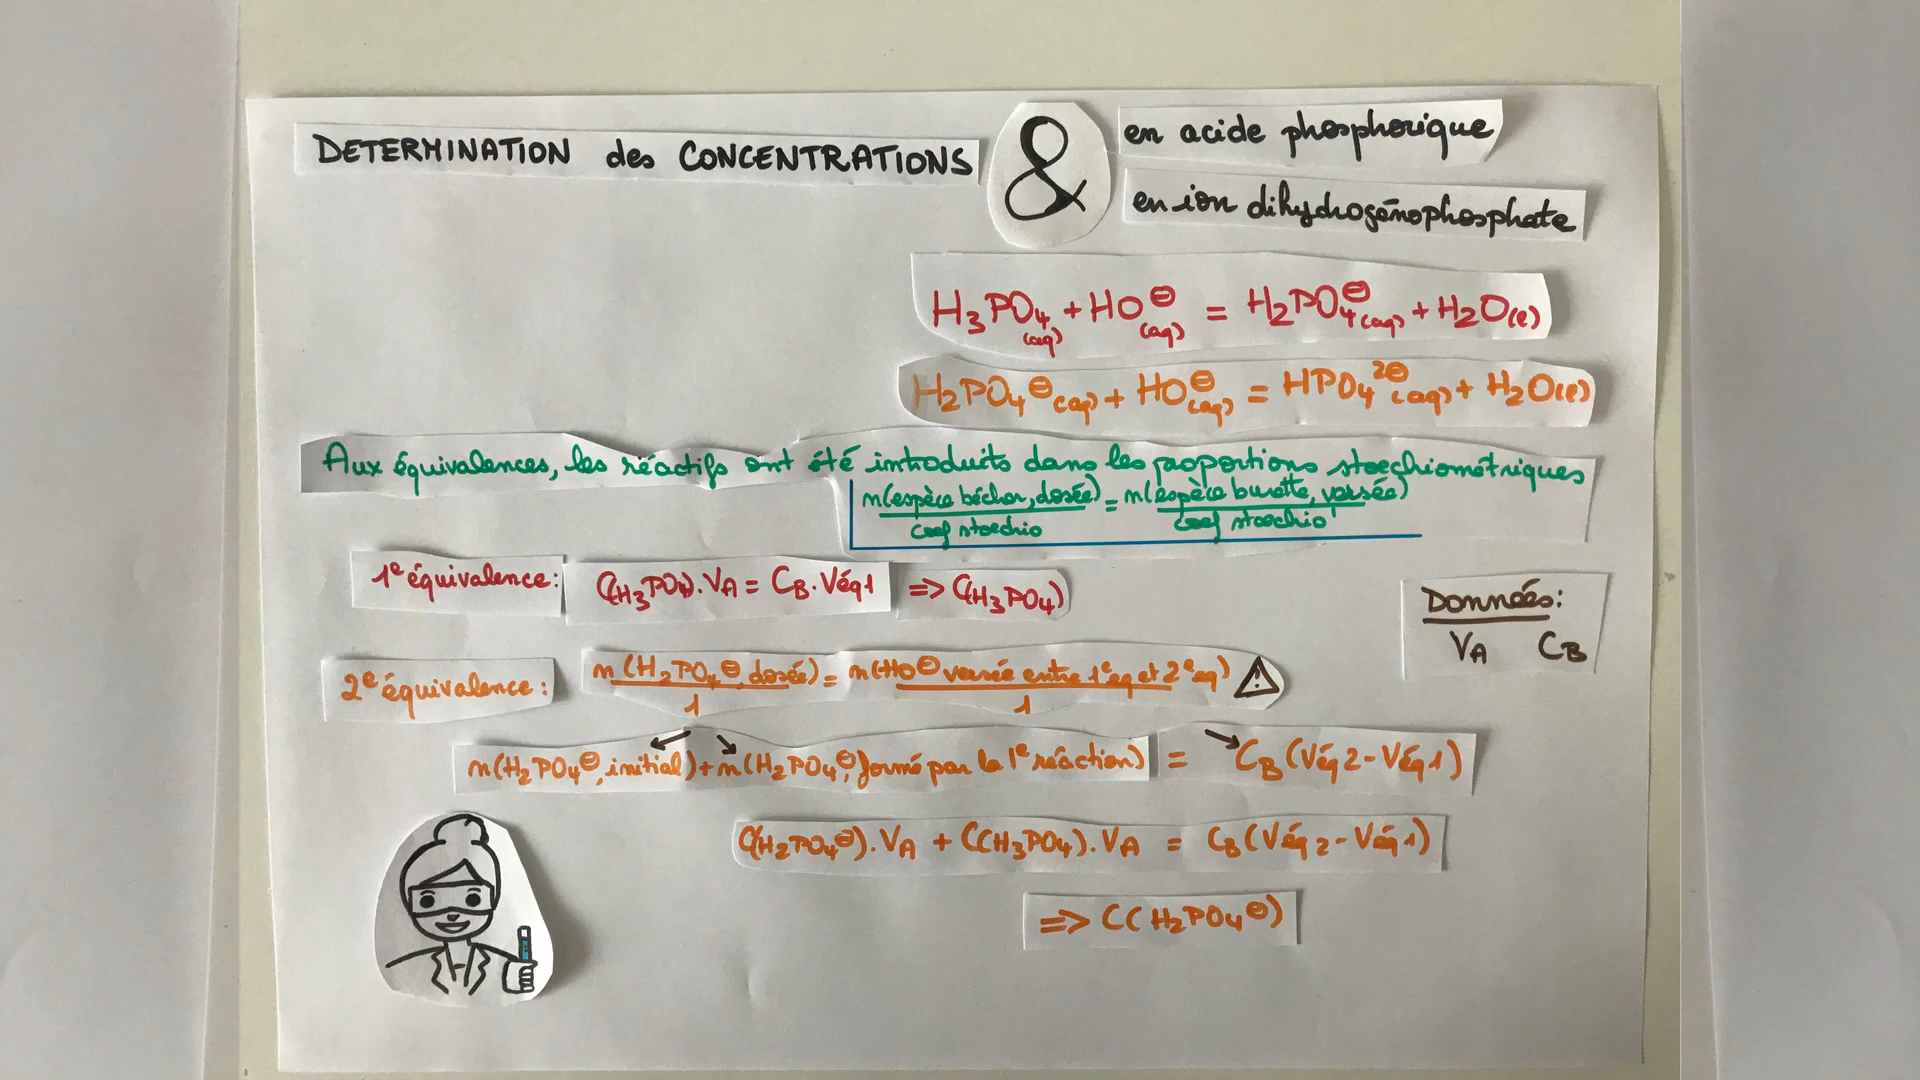 DETERMINATION des CONCENTRATIONS
&
en acide phosphorique
en ion dihydrogénophosphate
H₃PO₄(aq) + HO⊖(aq) = H₂PO₄⊖(aq) + H₂O(l)
H₂PO₄⊖(aq) + HO⊖(aq) = HPO₄²⊖(aq) + H₂O(l)
Aux équivalences, les réactifs ont été introduits dans les proportions stoechiométriques
n(espèce bécher, dosée) = n(espèce burette, versée)
coef stoechio coef stoechio'
1e équivalence: C(H₃PO₄).VA = CB.Véq1 => C(H₃PO₄)
Données:
VA CB
2e équivalence: n(H₂PO₄⊖, dosée) = n(HO⊖ versée entre 1e eq et 2e eq) !
1 1
n(H₂PO₄⊖, initial) + n(H₂PO₄⊖, formé par la 1e réaction) = CB(Véq2 - Véq1)
C(H₂PO₄⊖).VA + C(H₃PO₄).VA = CB(Véq2 - Véq1)
=> C(H₂PO₄⊖)